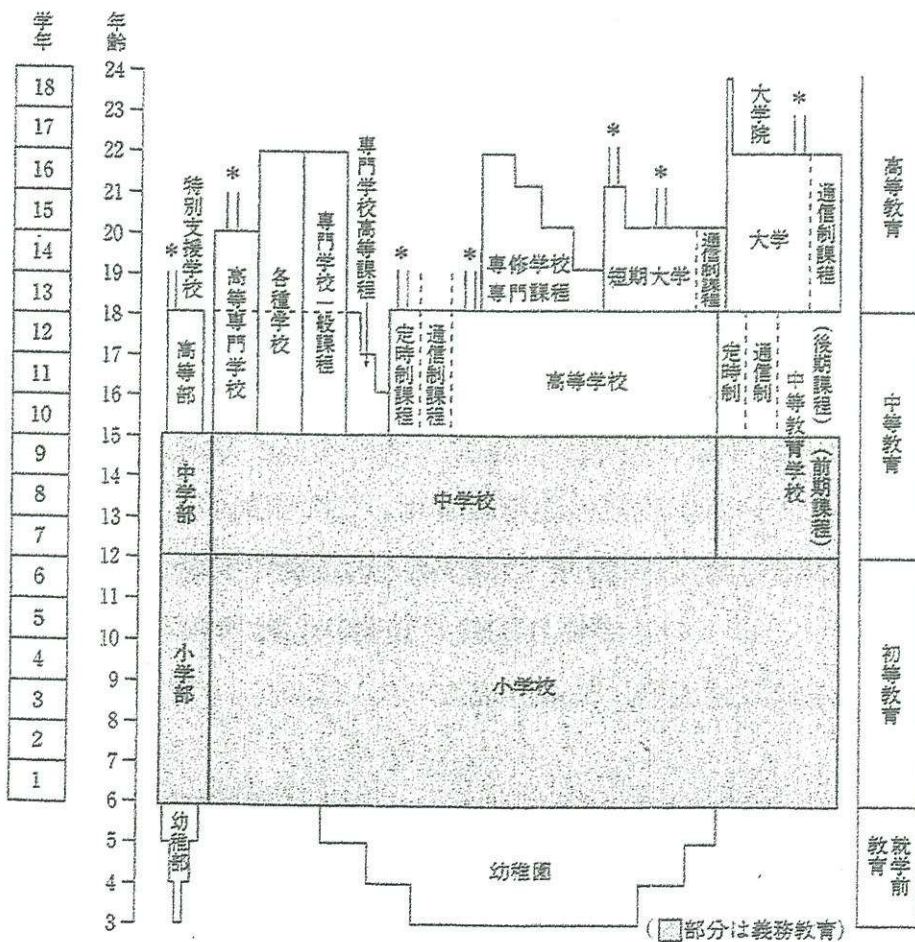 学年
年齢
18
17
16
15
14
13
12
11
10
9
8
7
6
5
4
3
2
1
24
23
22
21
20
19
18
17
16
15
14
13
12
11
10
9
8
7
6
5
4
3
特別支援学校
*
高等部
中学部
小学部
幼稚部
*
高等専門学校
各種学校
専門学校一般課程
専門学校高等課程
*
定時制課程
通信制課程
*
専修学校
専門課程
高等学校
*
*
短期大学
通信制課程
大学院
*
大学
通信制課程
定時制
通信制
中等教育学校
(後期課程)
(前期課程)
中学校
小学校
幼稚園
高等教育
中等教育
初等教育
就学前
教育
(□部分は義務教育)